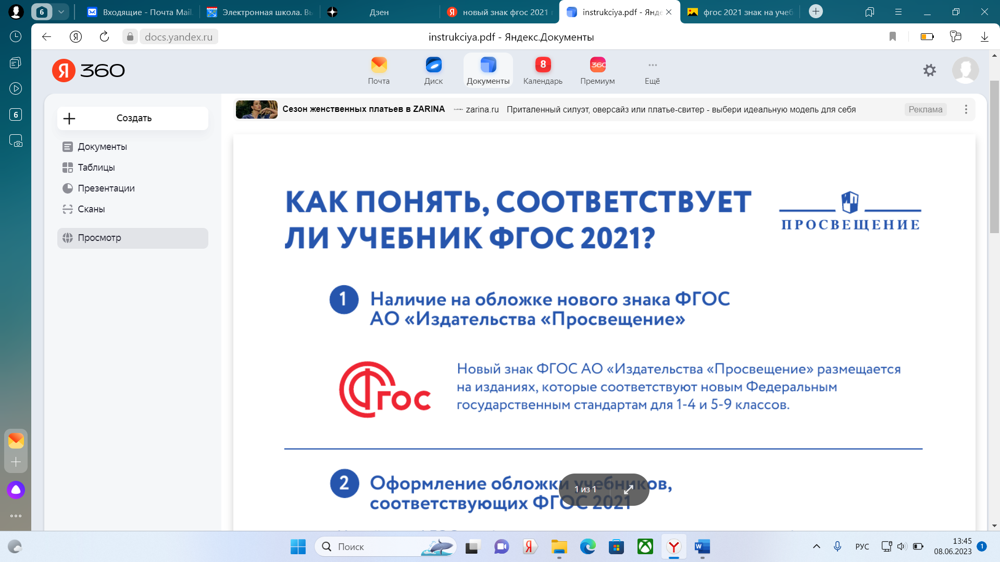 6
Входящие - Почта Mail.
Электронная школа. Вы
Дзен
новый знак фгос 2021 г
instrukciya.pdf - Янде
фгос 2021 знак на учеб
docs.yandex.ru
instrukciya.pdf - Яндекс.Документы
Я 360
Почта
Диск
Документы
8
Календарь
360
Премиум
Ещё
6
Создать
Документы
Таблицы
Презентации
Сканы
Просмотр
Сезон женственных платьев в ZARINA
zarina.ru
Приталенный силуэт, оверсайз или платье-свитер - выбери идеальную модель для себя
Реклама
КАК ПОНЯТЬ, СООТВЕТСТВУЕТ
ЛИ УЧЕБНИК ФГОС 2021?
ИП
ПРОСВЕЩЕНИЕ
1
Наличие на обложке нового знака ФГОС
АО «Издательства «Просвещение»
ФГОС
Новый знак ФГОС АО «Издательства «Просвещение» размещается
на изданиях, которые соответствуют новым Федеральным
государственным стандартам для 1-4 и 5-9 классов.
2
Оформление обложки учебников,
соответствующих ФГОС 2021
1 из 1
Поиск
РУС
13:45
08.06.2023
1